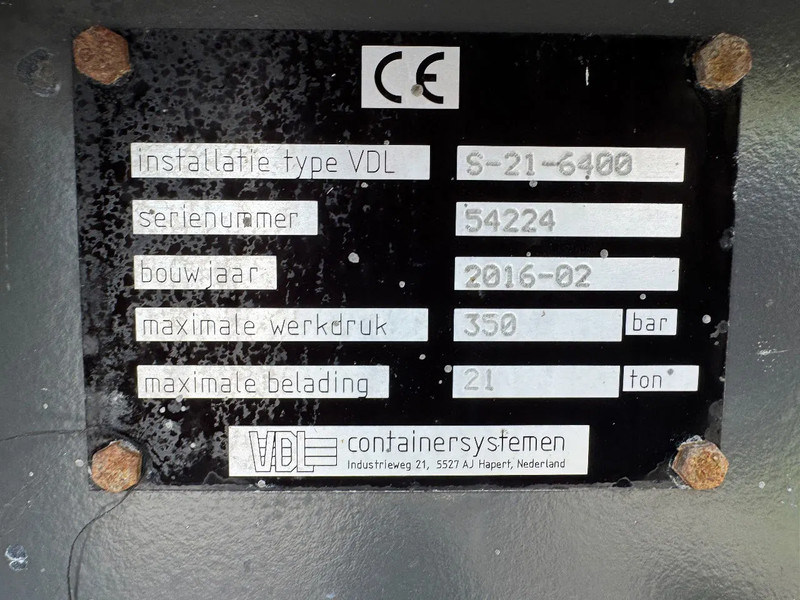 CE
installatie type VDL S-21-6400
serienummer 54224
bouwjaar 2016-02
maximale werkdruk 350 bar
maximale belading 21 ton
VDL containersystemen
Industrieweg 21, 5527 AJ Hapert, Nederland